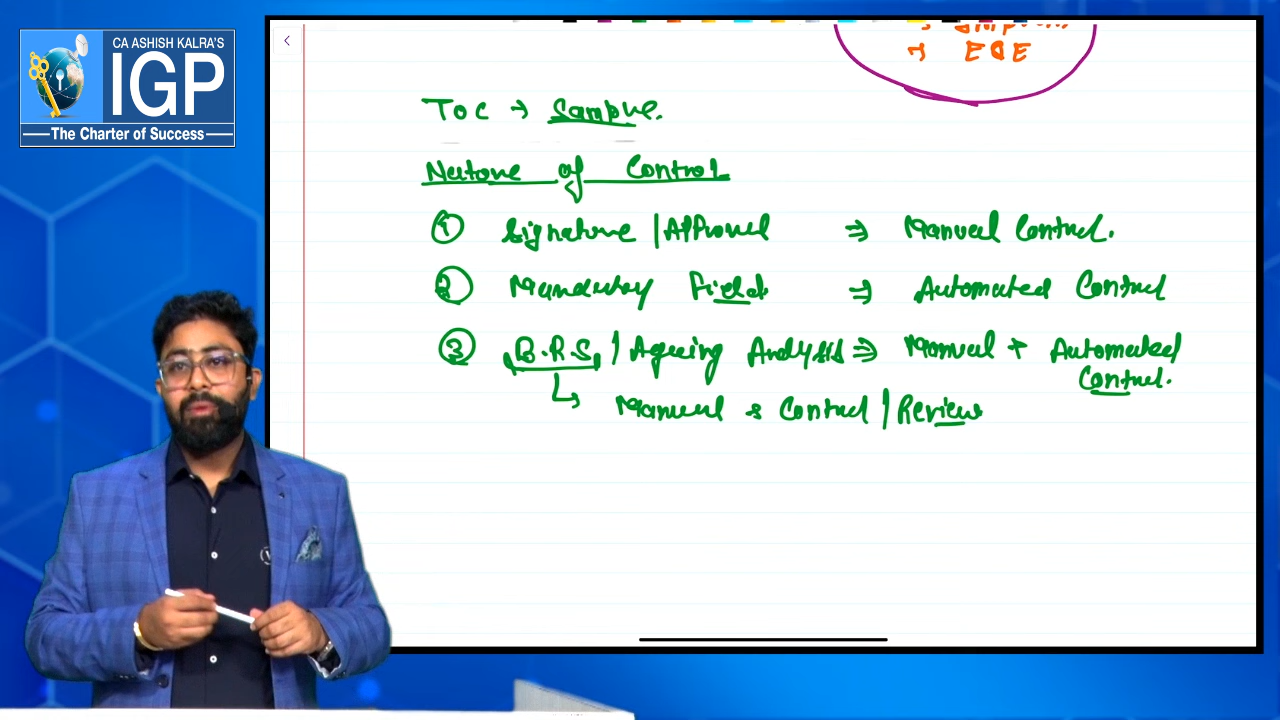 CA ASHISH KALRA'S
IGP
The Charter of Success
→ EQE
TOC → Sample.
Nature of Control
① Signature / Approval ⇒ Manual Control.
② Mandatory Field ⇒ Automated Control
③ B.R.S. / Ageing Analysis ⇒ Manual + Automated
Control.
↳ Manual & Control / Review